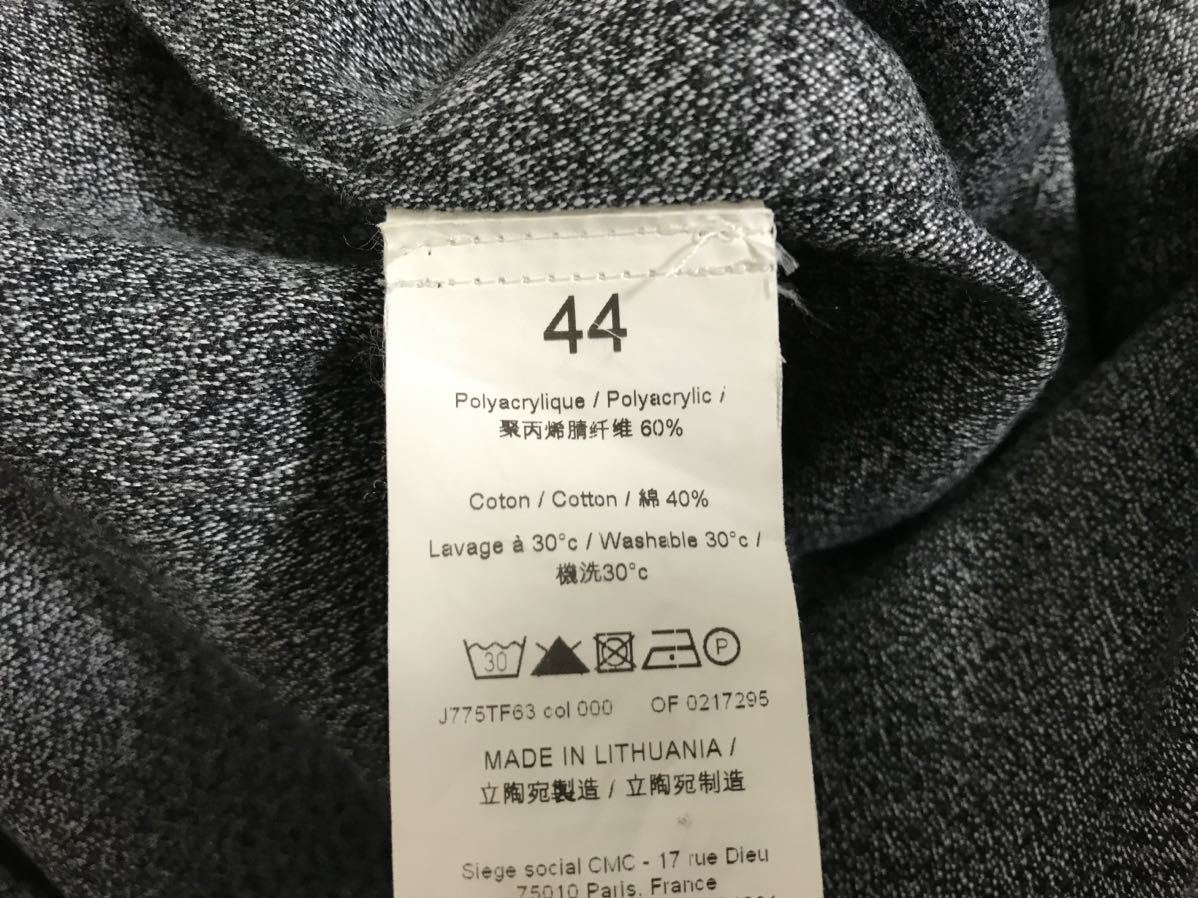 44
Polyacrylique / Polyacrylic /
聚丙烯腈纤维 60%
Coton / Cotton / 綿 40%
Lavage à 30°c / Washable 30°c /
機洗30°c
30 P
J775TF63 col 000 OF 0217295
MADE IN LITHUANIA /
立陶宛製造 / 立陶宛制造
Siège social CMC - 17 rue Dieu
75010 Paris. France